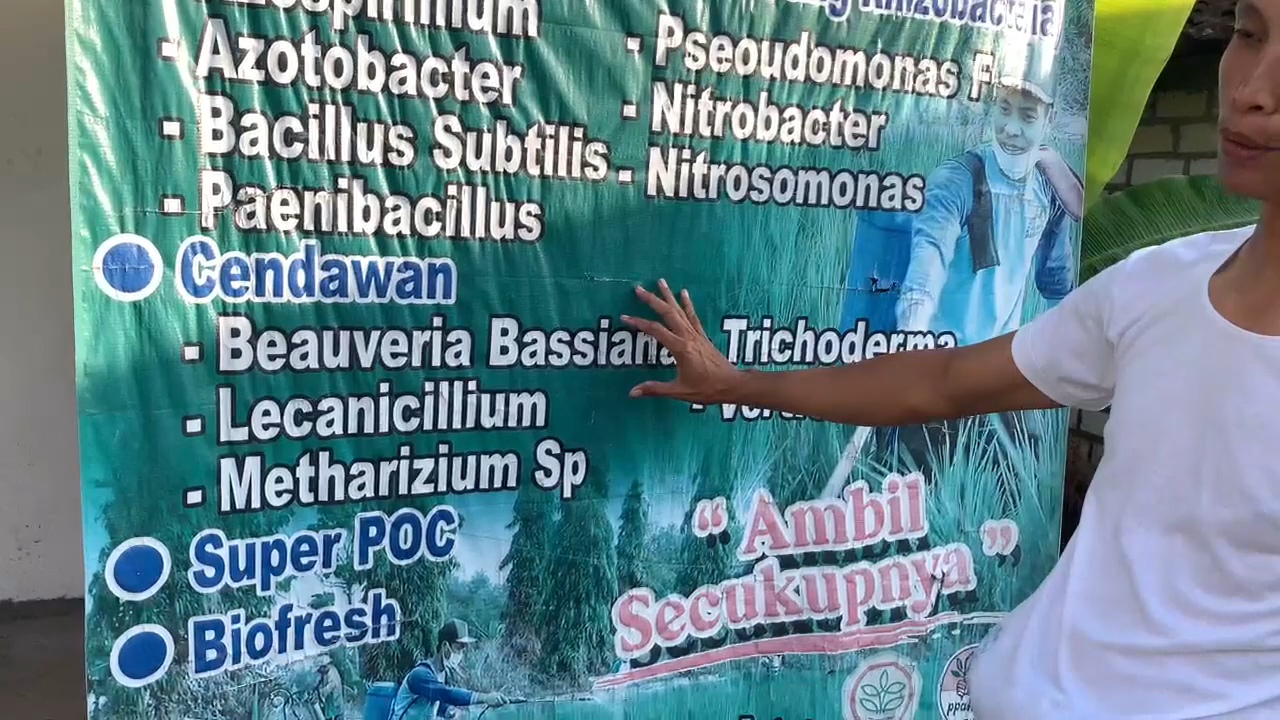 - Azotobacter
- Bacillus Subtilis
- Paenibacillus
- Pseoudomonas
- Nitrobacter
- Nitrosomonas
Cendawan
- Beauveria Bassiana
- Lecanicillium
- Metharizium Sp
Trichoderma
Super POC
Biofresh
“ Ambil
Secukupnya ”